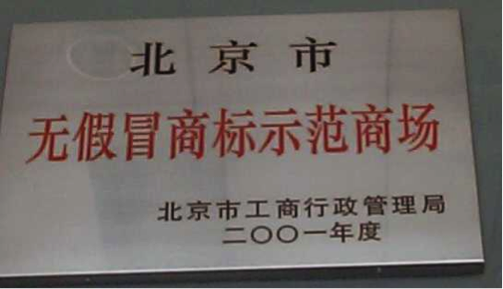 北京市
无假冒商标示范商场
北京市工商行政管理局
二〇〇一年度